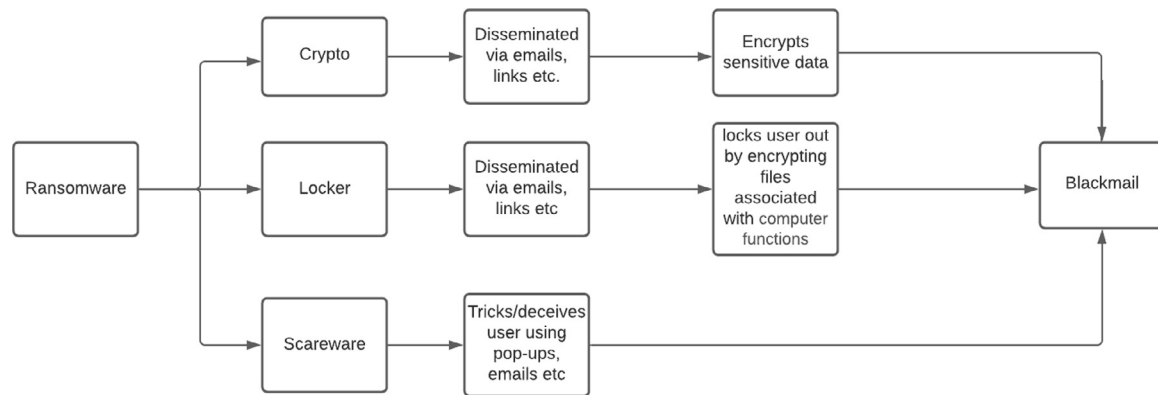 Ransomware
Crypto
Disseminated
via emails,
links etc.
Encrypts
sensitive data
Locker
Disseminated
via emails,
links etc
locks user out
by encrypting
files
associated
with computer
functions
Blackmail
Scareware
Tricks/deceives
user using
pop-ups,
emails etc